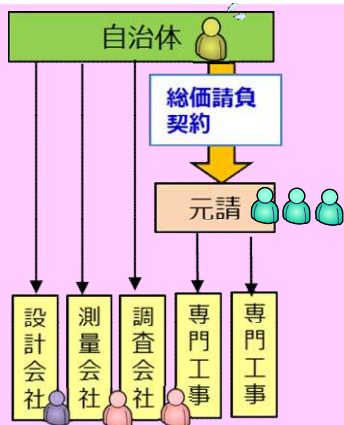 自治体
総価請負
契約
元請
設計会社
測量会社
調査会社
専門工事
専門工事